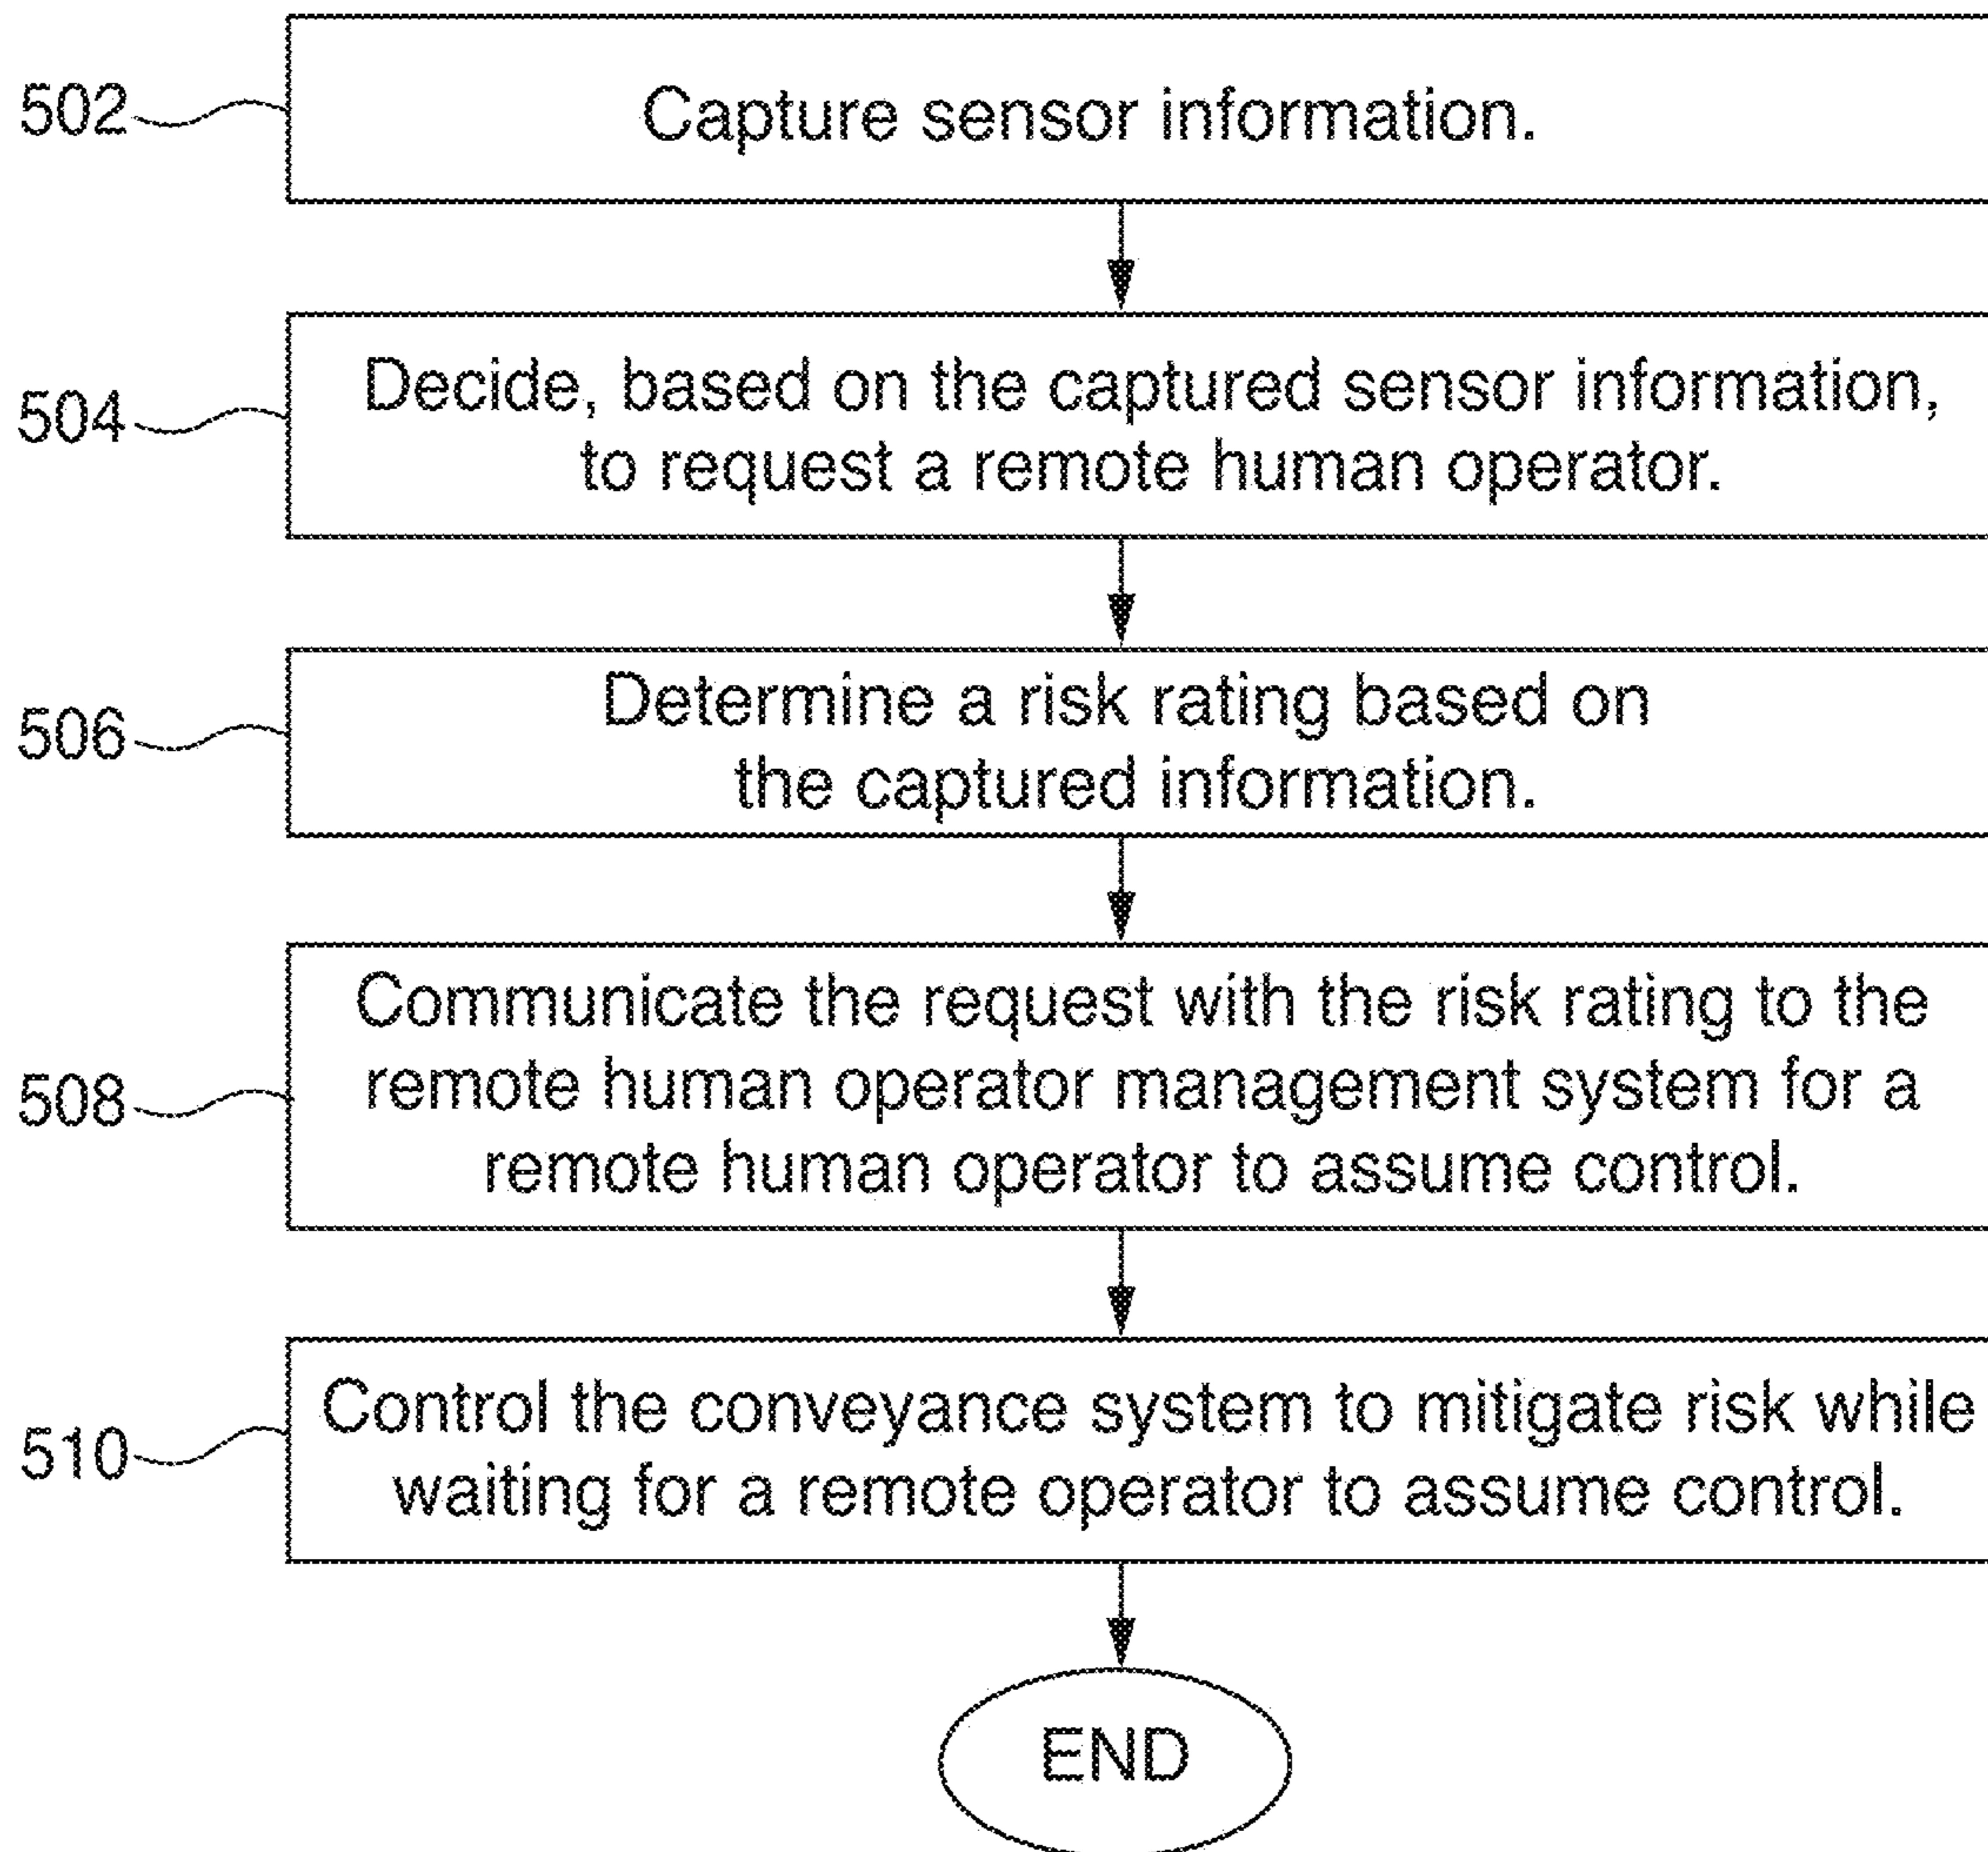 502
Capture sensor information.
504
Decide, based on the captured sensor information,
to request a remote human operator.
506
Determine a risk rating based on
the captured information.
508
Communicate the request with the risk rating to the
remote human operator management system for a
remote human operator to assume control.
510
Control the conveyance system to mitigate risk while
waiting for a remote operator to assume control.
END